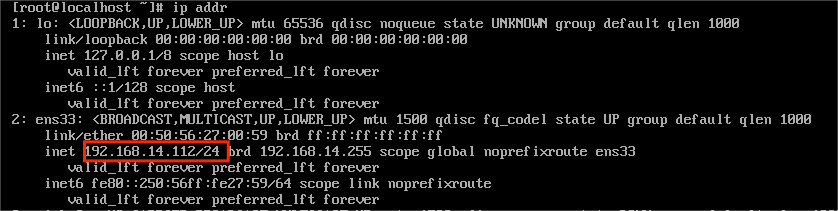 [root@localhost ~]# ip addr
1: lo: <LOOPBACK,UP,LOWER_UP> mtu 65536 qdisc noqueue state UNKNOWN group default qlen 1000
link/loopback 00:00:00:00:00:00 brd 00:00:00:00:00:00
inet 127.0.0.1/8 scope host lo
valid_lft forever preferred_lft forever
inet6 ::1/128 scope host
valid_lft forever preferred_lft forever
2: ens33: <BROADCAST,MULTICAST,UP,LOWER_UP> mtu 1500 qdisc fq_codel state UP group default qlen 1000
link/ether 00:50:56:27:00:59 brd ff:ff:ff:ff:ff:ff
inet 192.168.14.112/24 brd 192.168.14.255 scope global noprefixroute ens33
valid_lft forever preferred_lft forever
inet6 fe80::250:56ff:fe27:59/64 scope link noprefixroute
valid_lft forever preferred_lft forever